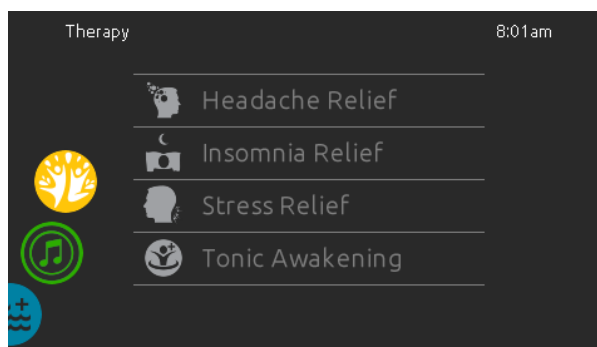 Therapy 8:01am
Headache Relief
Insomnia Relief
Stress Relief
Tonic Awakening